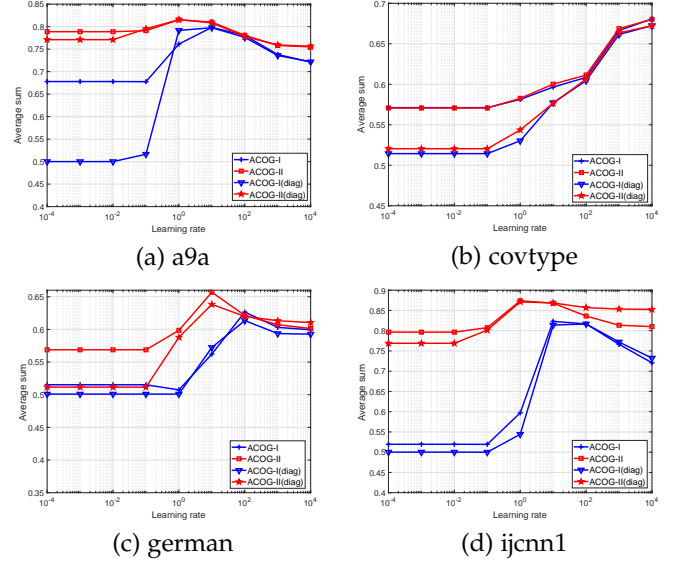 0.9
0.85
0.8
0.75
0.7
0.65
0.6
0.55
0.5
0.45
0.4
Average sum
10^-4 10^-2 10^0 10^2 10^4
Learning rate
ACOG-I
ACOG-II
ACOG-I(diag)
ACOG-II(diag)
(a) a9a
0.7
0.65
0.6
0.55
0.5
0.45
Average sum
10^-4 10^-2 10^0 10^2 10^4
Learning rate
ACOG-I
ACOG-II
ACOG-I(diag)
ACOG-II(diag)
(b) covtype
0.65
0.6
0.55
0.5
0.45
0.4
0.35
Average sum
10^-4 10^-2 10^0 10^2 10^4
Learning rate
ACOG-I
ACOG-II
ACOG-I(diag)
ACOG-II(diag)
(c) german
0.9
0.85
0.8
0.75
0.7
0.65
0.6
0.55
0.5
0.45
0.4
Average sum
10^-4 10^-2 10^0 10^2 10^4
Learning rate
ACOG-I
ACOG-II
ACOG-I(diag)
ACOG-II(diag)
(d) ijcnn1